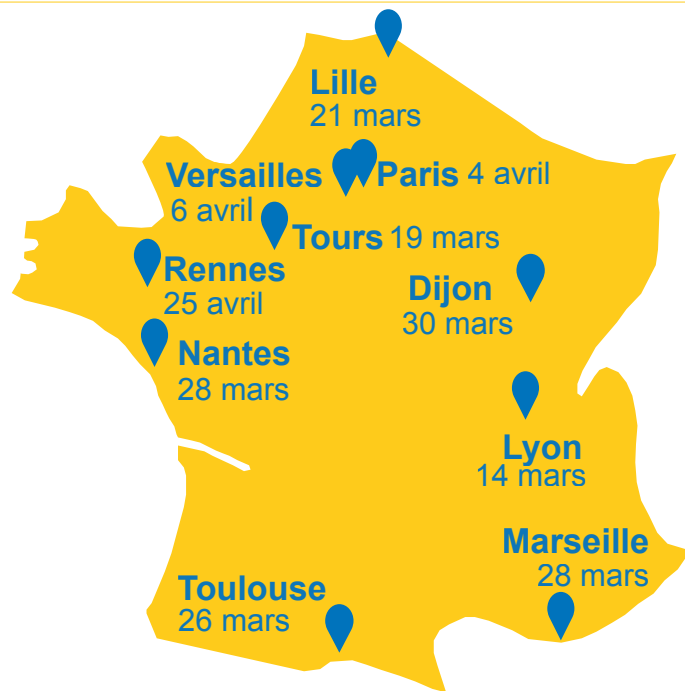 Lille
21 mars
Versailles
6 avril
Paris 4 avril
Tours 19 mars
Rennes
25 avril
Dijon
30 mars
Nantes
28 mars
Lyon
14 mars
Marseille
28 mars
Toulouse
26 mars